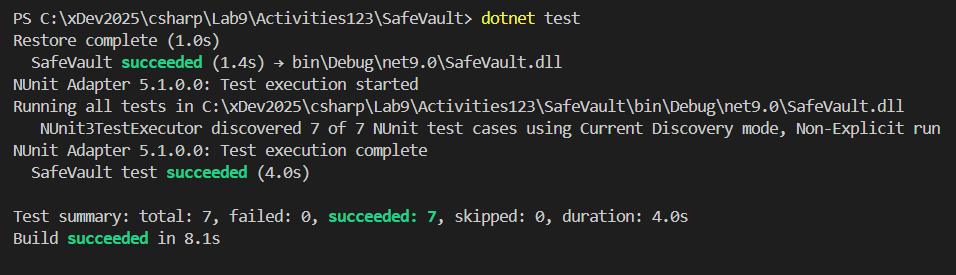 PS C:\xDev2025\csharp\Lab9\Activities123\SafeVault> dotnet test
Restore complete (1.0s)
  SafeVault succeeded (1.4s) → bin\Debug\net9.0\SafeVault.dll
NUnit Adapter 5.1.0.0: Test execution started
Running all tests in C:\xDev2025\csharp\Lab9\Activities123\SafeVault\bin\Debug\net9.0\SafeVault.dll
   NUnit3TestExecutor discovered 7 of 7 NUnit test cases using Current Discovery mode, Non-Explicit run
NUnit Adapter 5.1.0.0: Test execution complete
  SafeVault test succeeded (4.0s)

Test summary: total: 7, failed: 0, succeeded: 7, skipped: 0, duration: 4.0s
Build succeeded in 8.1s